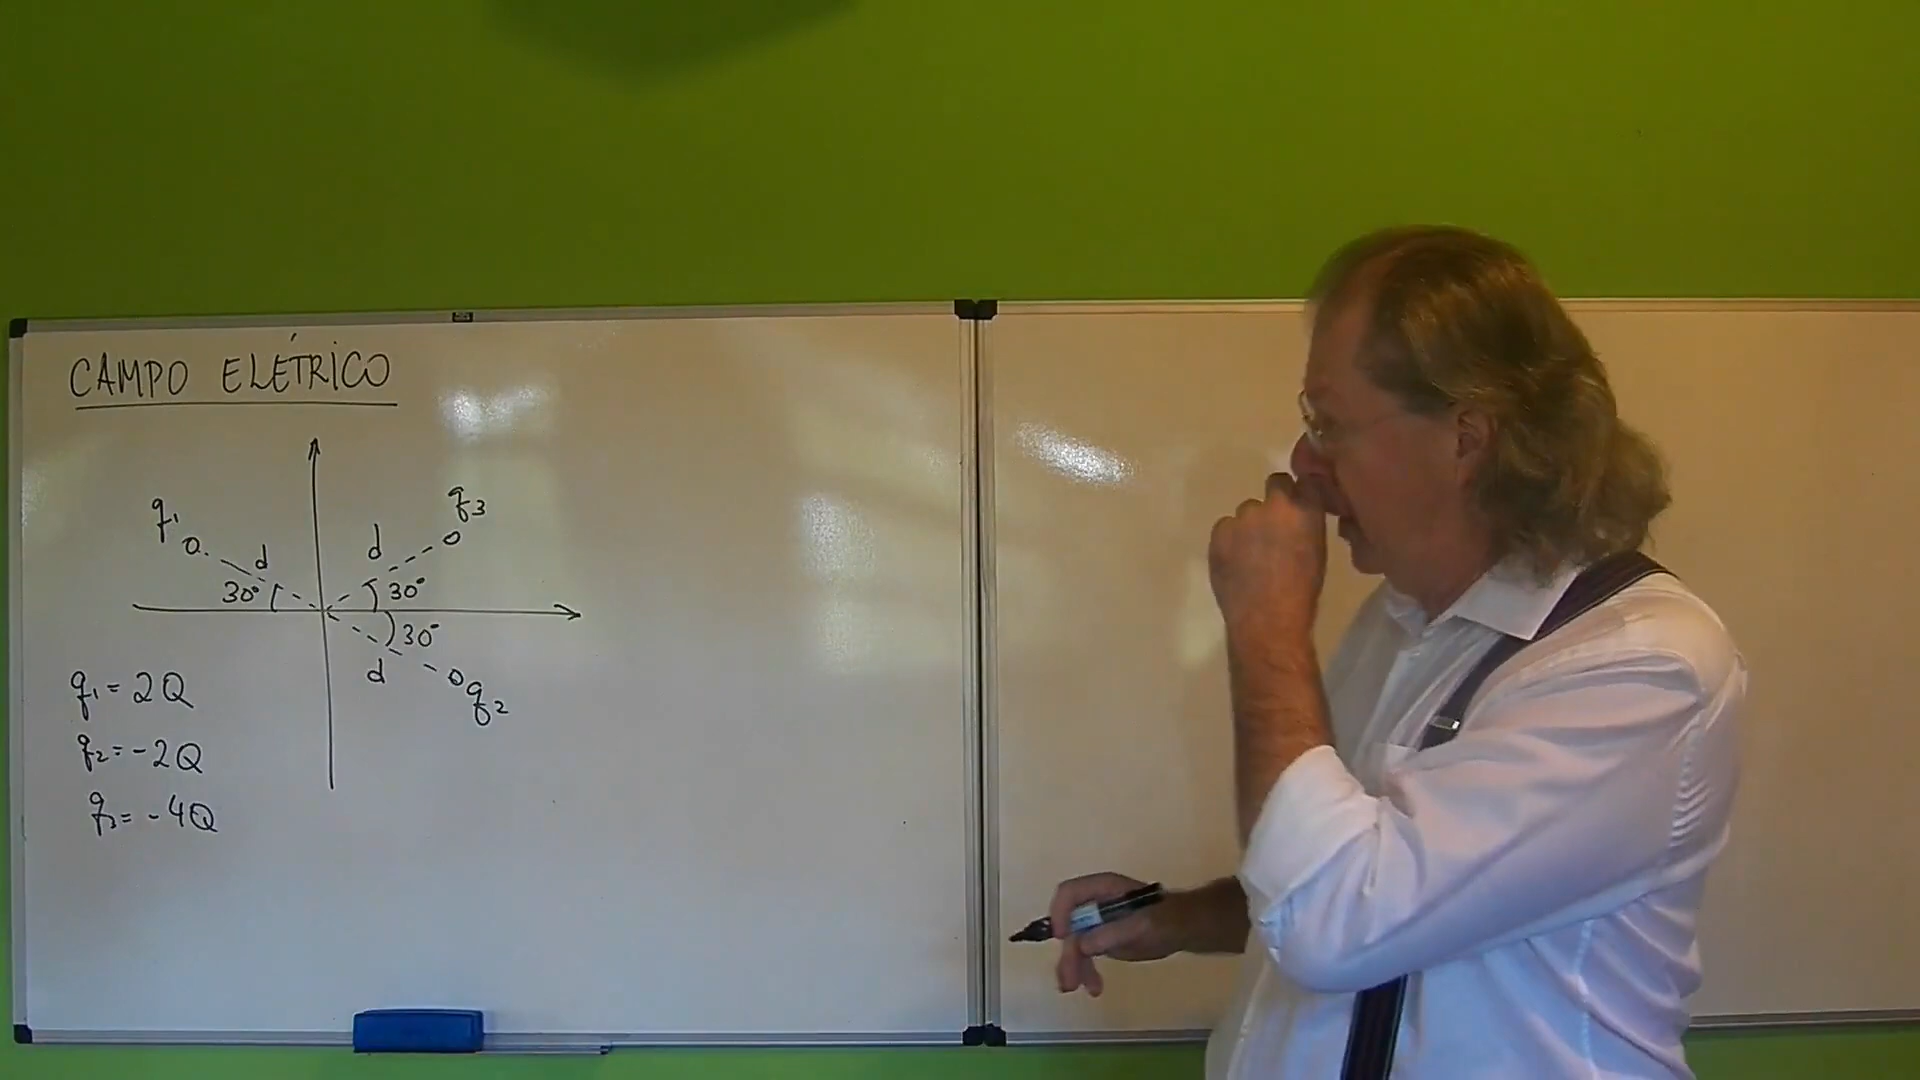 CAMPO ELÉTRICO
q1
d
30°
d
q3
30°
30°
d
q2
q1 = 2Q
q2 = -2Q
q3 = -4Q